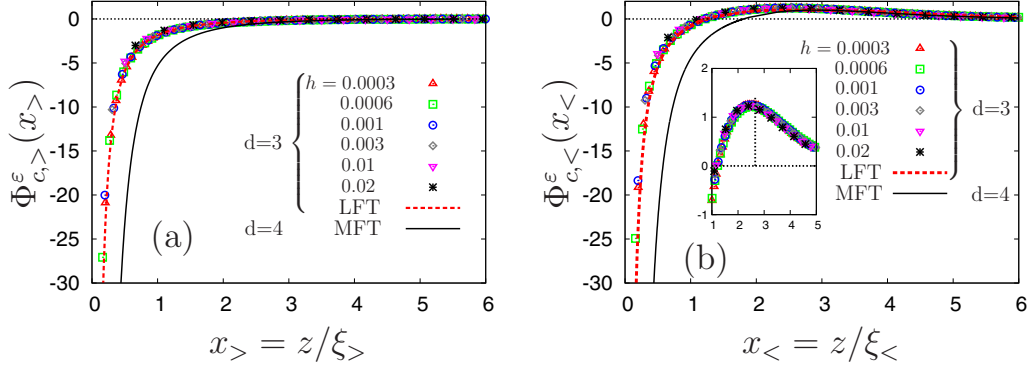 Φ^ε_{c,>}(x_>)
0
-5
-10
-15
-20
-25
-30
h = 0.0003
0.0006
0.001
0.003
0.01
0.02
LFT
MFT
d=3
d=4
(a)
0 1 2 3 4 5 6
x_> = z/ξ_>
Φ^ε_{c,<}(x_<)
0
-5
-10
-15
-20
-25
-30
h = 0.0003
0.0006
0.001
0.003
0.01
0.02
LFT
MFT
d=3
d=4
2
1
0
-1
1 2 3 4 5
(b)
0 1 2 3 4 5 6
x_< = z/ξ_<